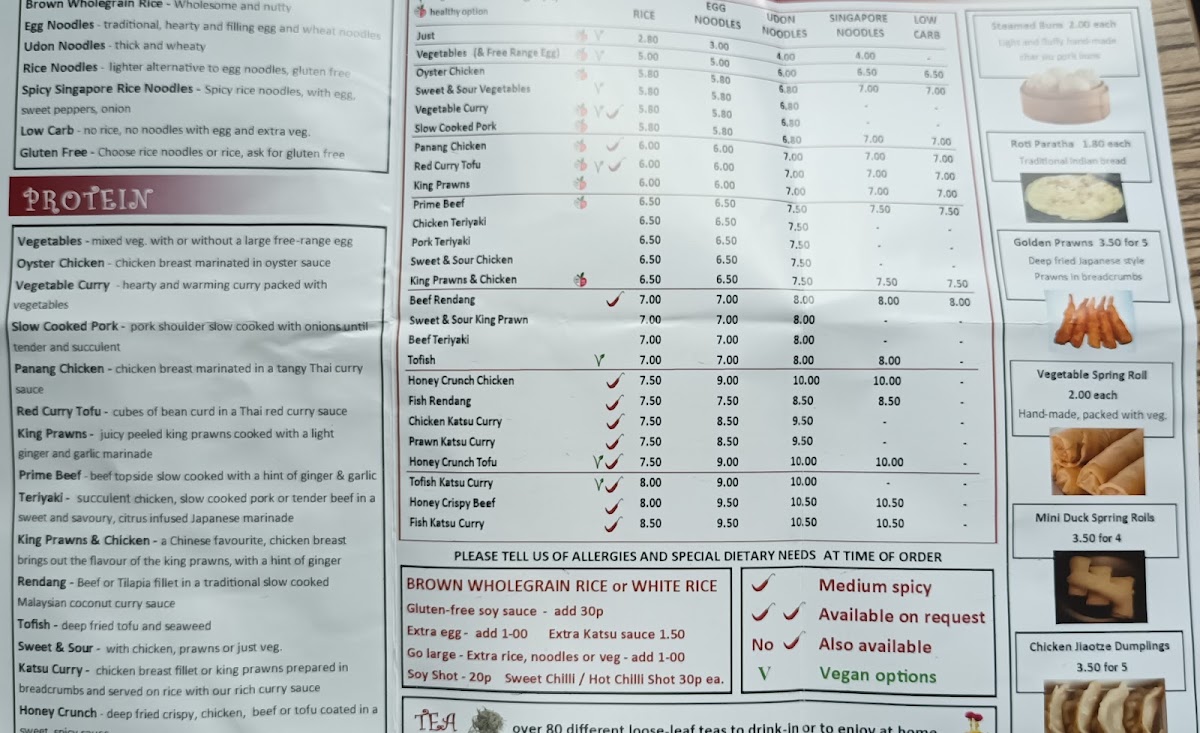 Brown Wholegrain Rice - Wholesome and nutty
Egg Noodles - traditional, hearty and filling egg and wheat noodles
Udon Noodles - thick and wheaty
Rice Noodles - lighter alternative to egg noodles, gluten free
Spicy Singapore Rice Noodles - Spicy rice noodles, with egg,
sweet peppers, onion
Low Carb - no rice, no noodles with egg and extra veg.
Gluten Free - Choose rice noodles or rice, ask for gluten free
PROTEIN
Vegetables - mixed veg. with or without a large free-range egg
Oyster Chicken - chicken breast marinated in oyster sauce
Vegetable Curry - hearty and warming curry packed with
vegetables
Slow Cooked Pork - pork shoulder slow cooked with onions until
tender and succulent
Panang Chicken - chicken breast marinated in a tangy Thai curry
sauce
Red Curry Tofu - cubes of bean curd in a Thai red curry sauce
King Prawns - juicy peeled king prawns cooked with a light
ginger and garlic marinade
Prime Beef - beef topside slow cooked with a hint of ginger & garlic
Teriyaki - succulent chicken, slow cooked pork or tender beef in a
sweet and savoury, citrus infused Japanese marinade
King Prawns & Chicken - a Chinese favourite, chicken breast
brings out the flavour of the king prawns, with a hint of ginger
Rendang - Beef or Tilapia fillet in a traditional slow cooked
Malaysian coconut curry sauce
Tofish - deep fried tofu and seaweed
Sweet & Sour - with chicken, prawns or just veg.
Katsu Curry - chicken breast fillet or king prawns prepared in
breadcrumbs and served on rice with our rich curry sauce
Honey Crunch - deep fried crispy, chicken, beef or tofu coated in a
healthy option RICE EGG NOODLES UDON NOODLES SINGAPORE NOODLES LOW CARB
Just V 2.80 3.00 4.00 4.00 -
Vegetables (& Free Range Egg) V 5.00 5.00 6.00 6.50 6.50
Oyster Chicken 5.80 5.80 6.80 7.00 7.00
Sweet & Sour Vegetables V 5.80 5.80 6.80 - -
Vegetable Curry V 5.80 5.80 6.80 - -
Slow Cooked Pork 5.80 5.80 6.80 7.00 7.00
Panang Chicken 6.00 6.00 7.00 7.00 7.00
Red Curry Tofu V 6.00 6.00 7.00 7.00 7.00
King Prawns 6.00 6.00 7.00 7.00 7.00
Prime Beef 6.50 6.50 7.50 7.50 7.50
Chicken Teriyaki 6.50 6.50 7.50 - -
Pork Teriyaki 6.50 6.50 7.50 - -
Sweet & Sour Chicken 6.50 6.50 7.50 - -
King Prawns & Chicken 6.50 6.50 7.50 7.50 7.50
Beef Rendang 7.00 7.00 8.00 8.00 8.00
Sweet & Sour King Prawn 7.00 7.00 8.00 - -
Beef Teriyaki 7.00 7.00 8.00 - -
Tofish V 7.00 7.00 8.00 8.00 -
Honey Crunch Chicken 7.50 9.00 10.00 10.00 -
Fish Rendang 7.50 7.50 8.50 8.50 -
Chicken Katsu Curry 7.50 8.50 9.50 - -
Prawn Katsu Curry 7.50 8.50 9.50 - -
Honey Crunch Tofu V 7.50 9.00 10.00 10.00 -
Tofish Katsu Curry V 8.00 9.00 10.00 - -
Honey Crispy Beef 8.00 9.50 10.50 10.50 -
Fish Katsu Curry 8.50 9.50 10.50 10.50 -
PLEASE TELL US OF ALLERGIES AND SPECIAL DIETARY NEEDS AT TIME OF ORDER
BROWN WHOLEGRAIN RICE or WHITE RICE
Gluten-free soy sauce - add 30p
Extra egg - add 1-00 Extra Katsu sauce 1.50
Go large - Extra rice, noodles or veg - add 1-00
Soy Shot - 20p Sweet Chilli / Hot Chilli Shot 30p ea.
Medium spicy
Available on request
No Also available
V Vegan options
TEA over 80 different loose-leaf teas to drink-in or to enjoy at home
Steamed Buns 2.00 each
Light and fluffy hand-made
char siu pork buns
Roti Paratha 1.80 each
Traditional Indian bread
Golden Prawns 3.50 for 5
Deep fried Japanese style
Prawns in breadcrumbs
Vegetable Spring Roll
2.00 each
Hand-made, packed with veg.
Mini Duck Sprring Rolls
3.50 for 4
Chicken Jiaotze Dumplings
3.50 for 5